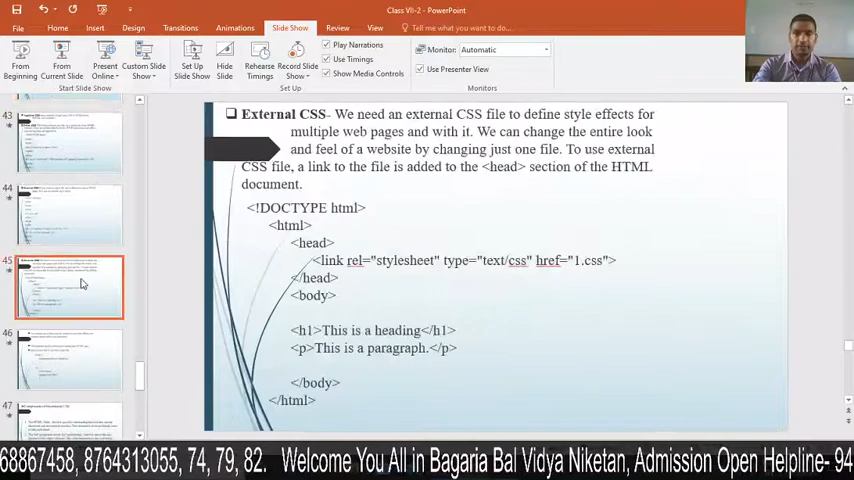 Class VII-2 - PowerPoint
File Home Insert Design Transitions Animations Slide Show Review View Tell me what you want to do...
From Beginning
From Current Slide
Present Online
Custom Slide Show
Set Up Slide Show
Hide Slide
Rehearse Timings
Record Slide Show
Play Narrations
Use Timings
Show Media Controls
Monitor: Automatic
Use Presenter View
Start Slide Show
Set Up
Monitors
43
44
45
46
47
External CSS- We need an external CSS file to define style effects for
multiple web pages and with it. We can change the entire look
and feel of a website by changing just one file. To use external
CSS file, a link to the file is added to the <head> section of the HTML
document.
<!DOCTYPE html>
<html>
<head>
<link rel="stylesheet" type="text/css" href="1.css">
</head>
<body>
<h1>This is a heading</h1>
<p>This is a paragraph.</p>
</body>
</html>
68867458, 8764313055, 74, 79, 82. Welcome You All in Bagaria Bal Vidya Niketan, Admission Open Helpline- 94